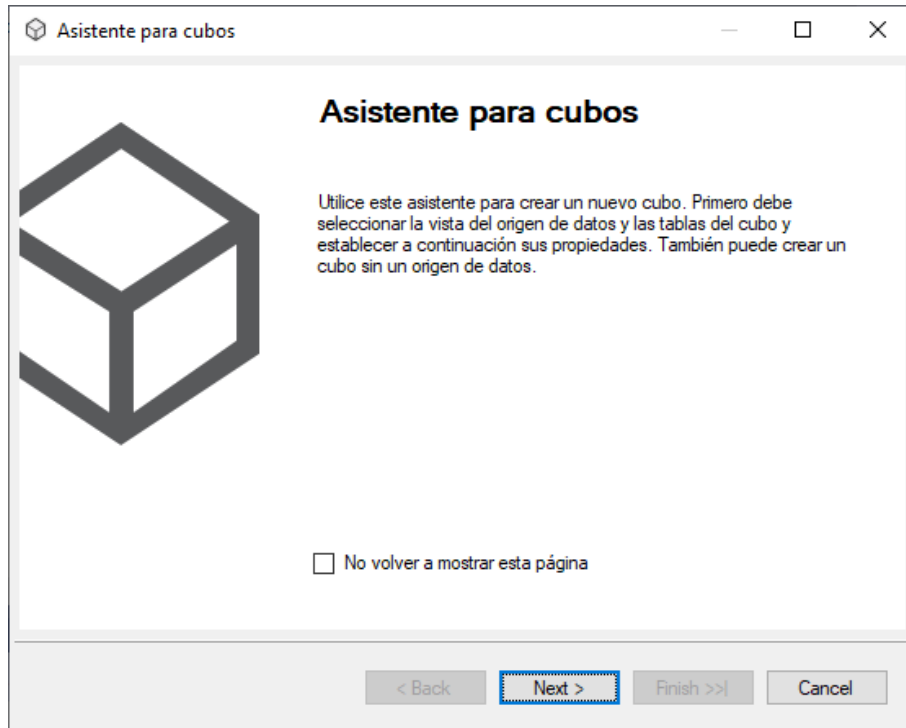 Asistente para cubos
Asistente para cubos
Utilice este asistente para crear un nuevo cubo. Primero debe
seleccionar la vista del origen de datos y las tablas del cubo y
establecer a continuación sus propiedades. También puede crear un
cubo sin un origen de datos.
No volver a mostrar esta página
< Back Next > Finish >>| Cancel